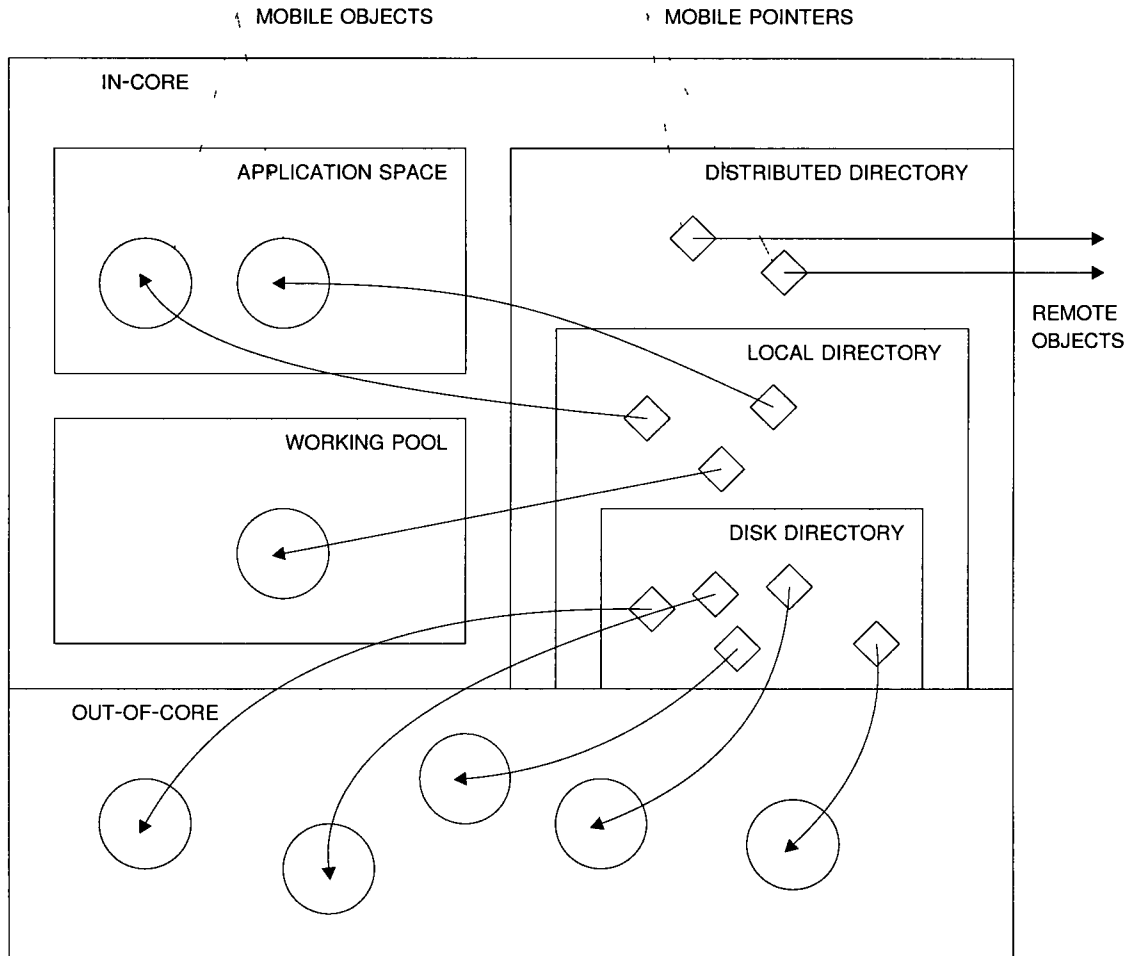 MOBILE OBJECTS
MOBILE POINTERS
IN-CORE
APPLICATION SPACE
DISTRIBUTED DIRECTORY
REMOTE
OBJECTS
LOCAL DIRECTORY
WORKING POOL
DISK DIRECTORY
OUT-OF-CORE